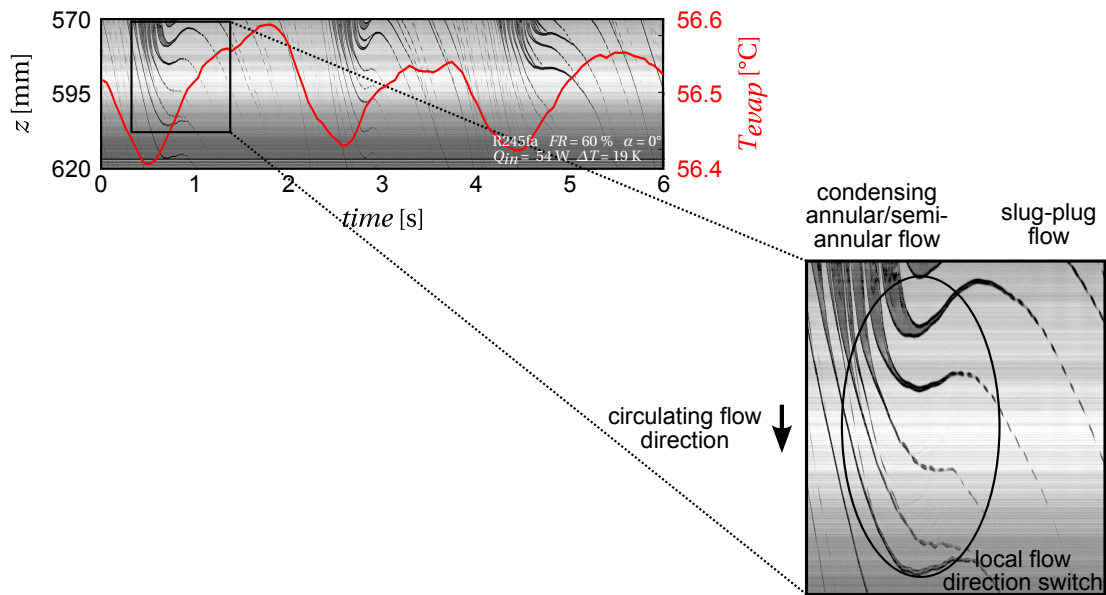 570
595
620
z [mm]
56.6
56.5
56.4
Tevap [°C]
R245fa FR = 60 % α = 0°
Qin = 54 W ΔT = 19 K
0 1 2 3 4 5 6
time [s]
condensing
annular/semi-
annular flow
slug-plug
flow
circulating flow
direction
local flow
direction switch